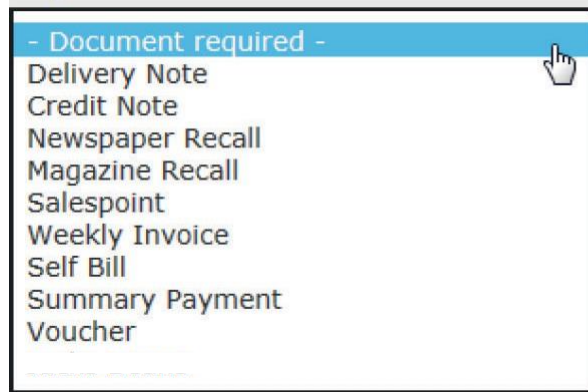 - Document required -
Delivery Note
Credit Note
Newspaper Recall
Magazine Recall
Salespoint
Weekly Invoice
Self Bill
Summary Payment
Voucher